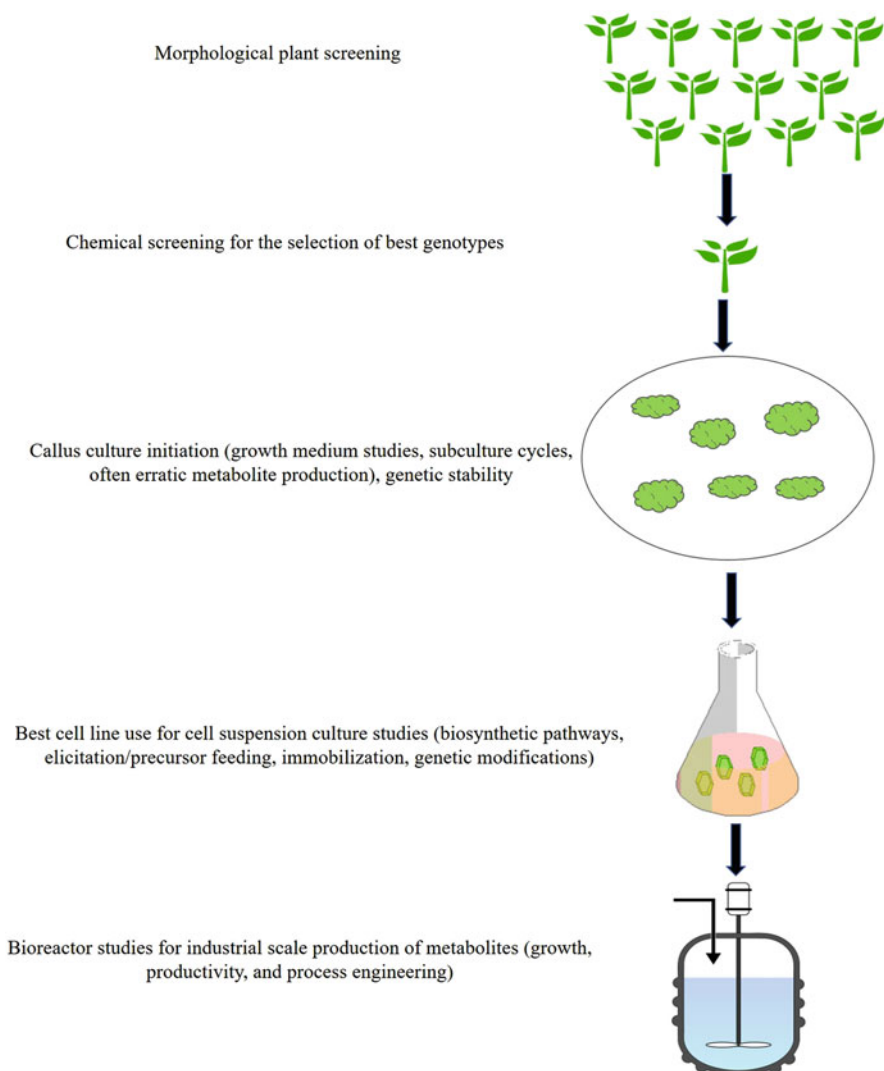 Morphological plant screening
Chemical screening for the selection of best genotypes
Callus culture initiation (growth medium studies, subculture cycles,
often erratic metabolite production), genetic stability
Best cell line use for cell suspension culture studies (biosynthetic pathways,
elicitation/precursor feeding, immobilization, genetic modifications)
Bioreactor studies for industrial scale production of metabolites (growth,
productivity, and process engineering)